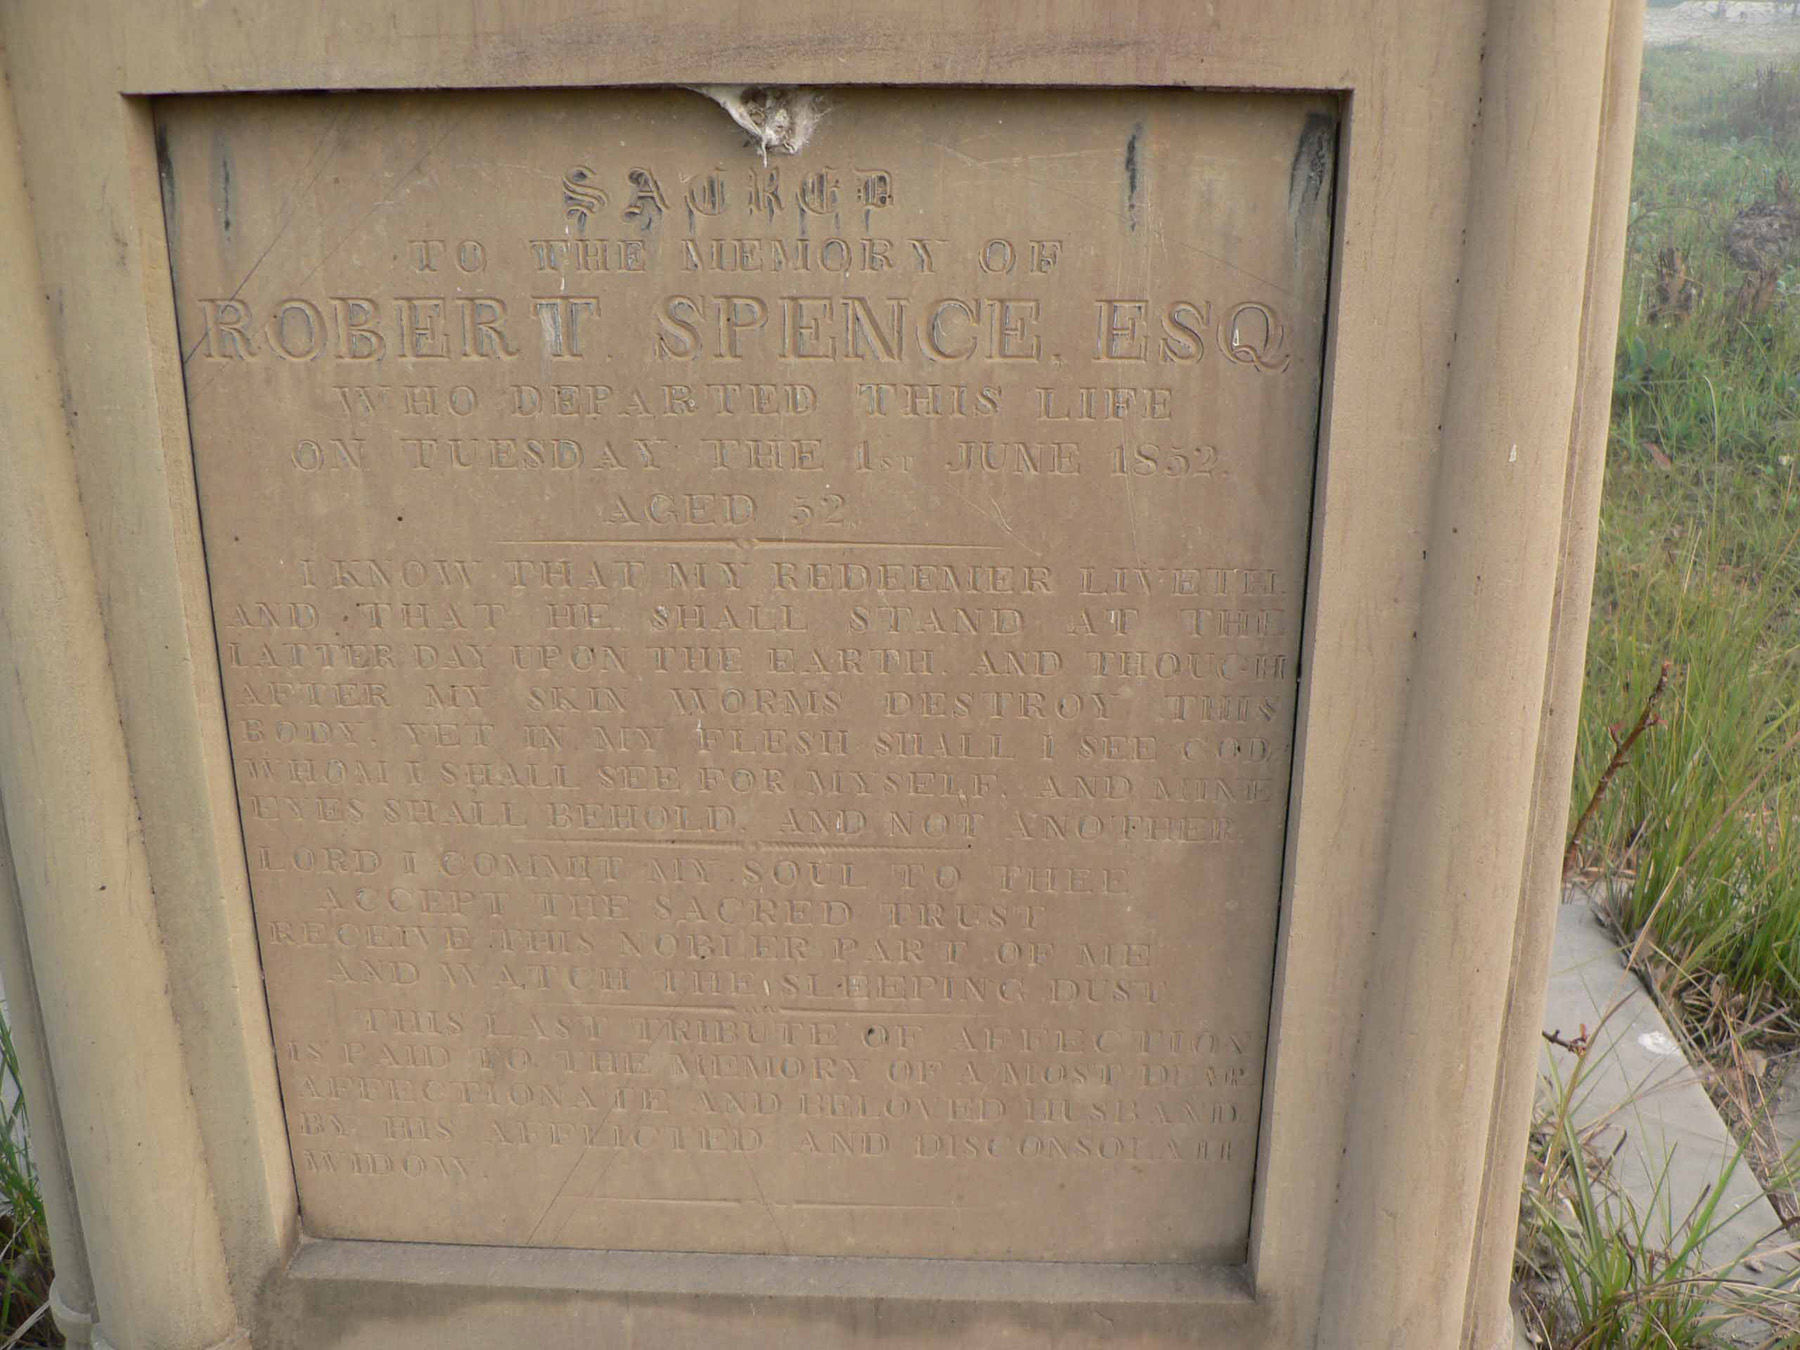 SACRED
TO THE MEMORY OF
ROBERT SPENCE, ESQ.
WHO DEPARTED THIS LIFE
ON TUESDAY THE 1ST JUNE 1852.
AGED 52.
I KNOW THAT MY REDEEMER LIVETH.
AND THAT HE SHALL STAND AT THE
LATTER DAY UPON THE EARTH. AND THOUGH
AFTER MY SKIN WORMS DESTROY THIS
BODY. YET IN MY FLESH SHALL I SEE GOD,
WHOM I SHALL SEE FOR MYSELF. AND MINE
EYES SHALL BEHOLD. AND NOT ANOTHER.
LORD I COMMIT MY SOUL TO THEE
ACCEPT THE SACRED TRUST
RECEIVE THIS NOBLER PART OF ME
AND WATCH THE SLEEPING DUST
THIS LAST TRIBUTE OF AFFECTION
IS PAID TO THE MEMORY OF A MOST DEAR
AFFECTIONATE AND BELOVED HUSBAND.
BY HIS AFFLICTED AND DISCONSOLATE
WIDOW.